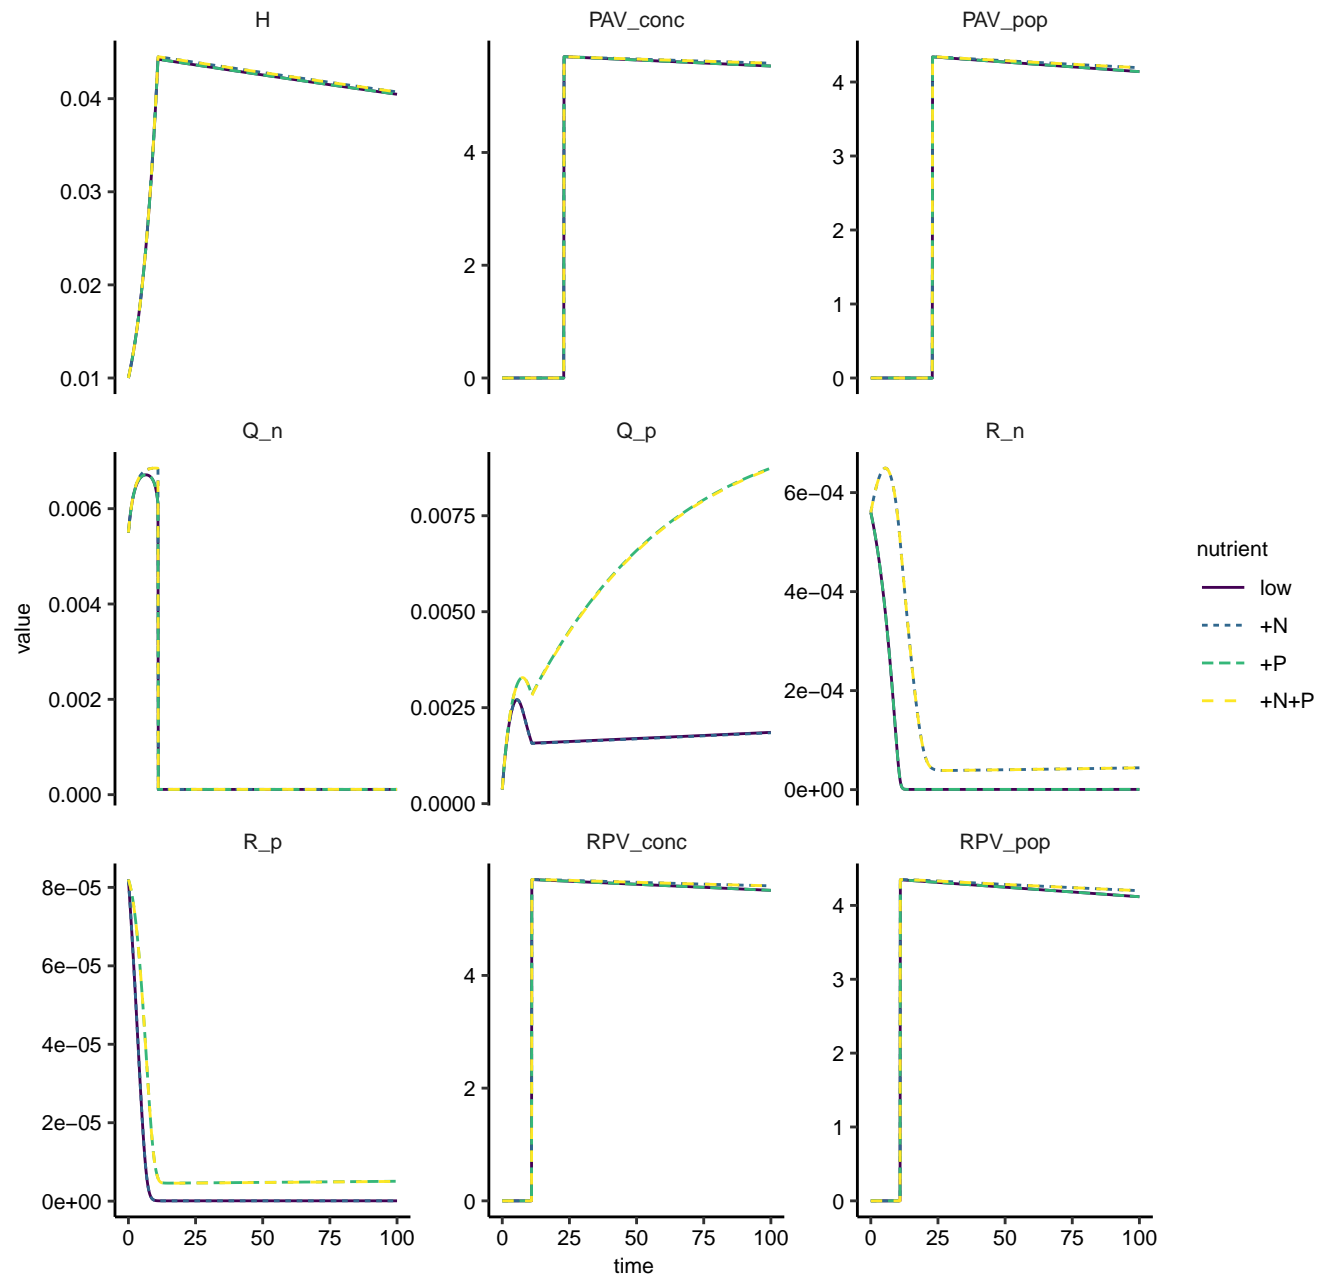 H
PAV_conc
PAV_pop
0.04
0.03
0.02
0.01
4
2
0
4
3
2
1
0
Q_n
Q_p
R_n
0.006
0.004
0.002
0.000
0.0075
0.0050
0.0025
0.0000
6e−04
4e−04
2e−04
0e+00
value
nutrient
low
+N
+P
+N+P
R_p
RPV_conc
RPV_pop
8e−05
6e−05
4e−05
2e−05
0e+00
4
2
0
4
3
2
1
0
0 25 50 75 100
0 25 50 75 100
0 25 50 75 100
time